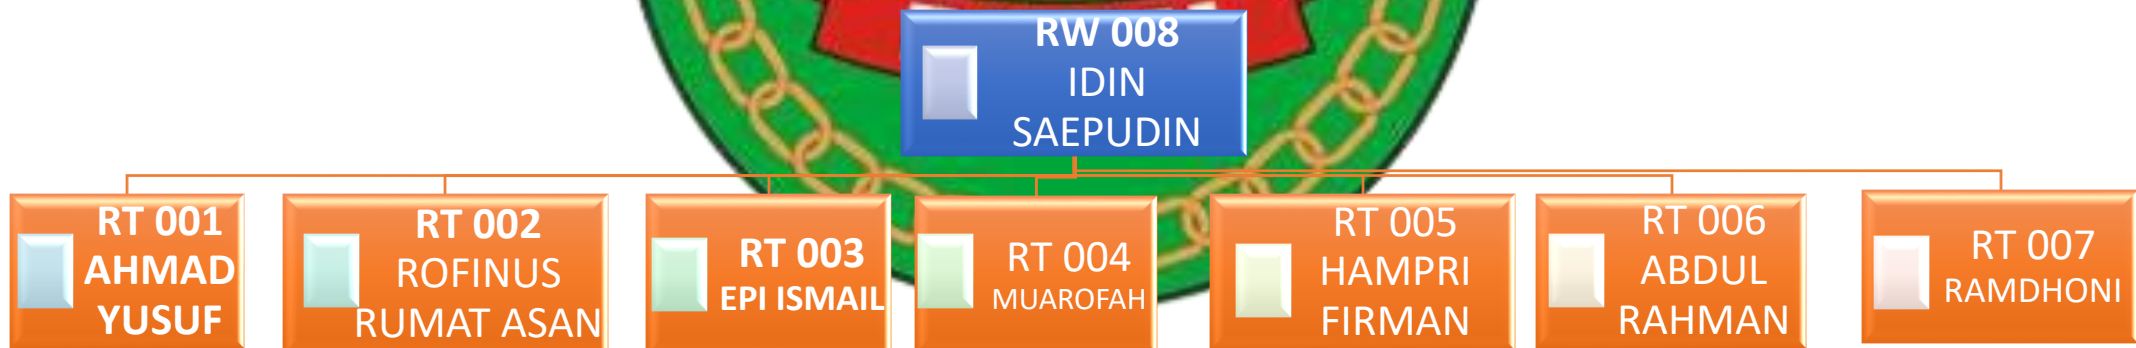 RW 008
IDIN
SAEPUDIN
RT 001
AHMAD
YUSUF
RT 002
ROFINUS
RUMAT ASAN
RT 003
EPI ISMAIL
RT 004
MUAROFAH
RT 005
HAMPRI
FIRMAN
RT 006
ABDUL
RAHMAN
RT 007
RAMDHONI